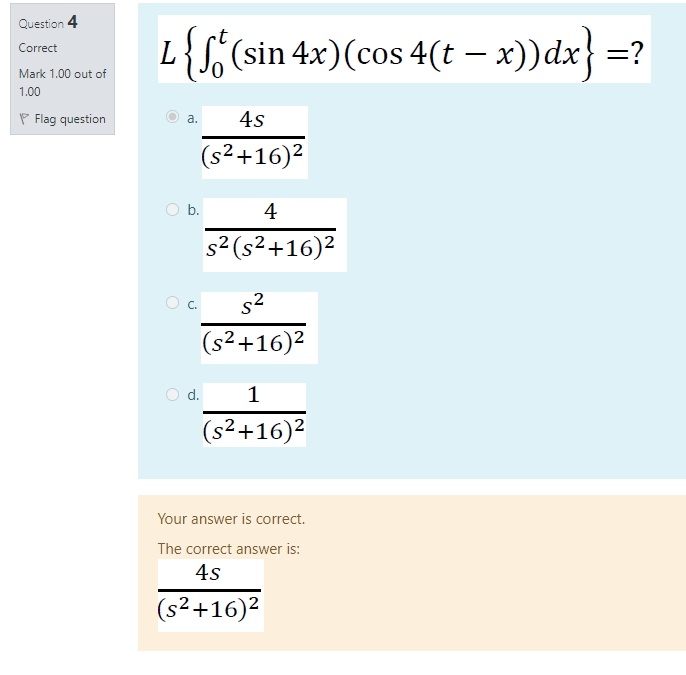 Question 4
Correct
Mark 1.00 out of
1.00
Flag question
L{∫₀ᵗ(sin 4x)(cos 4(t − x))dx} =?
a.
4s
(s²+16)²
b.
4
s²(s²+16)²
c.
s²
(s²+16)²
d.
1
(s²+16)²
Your answer is correct.
The correct answer is:
4s
(s²+16)²